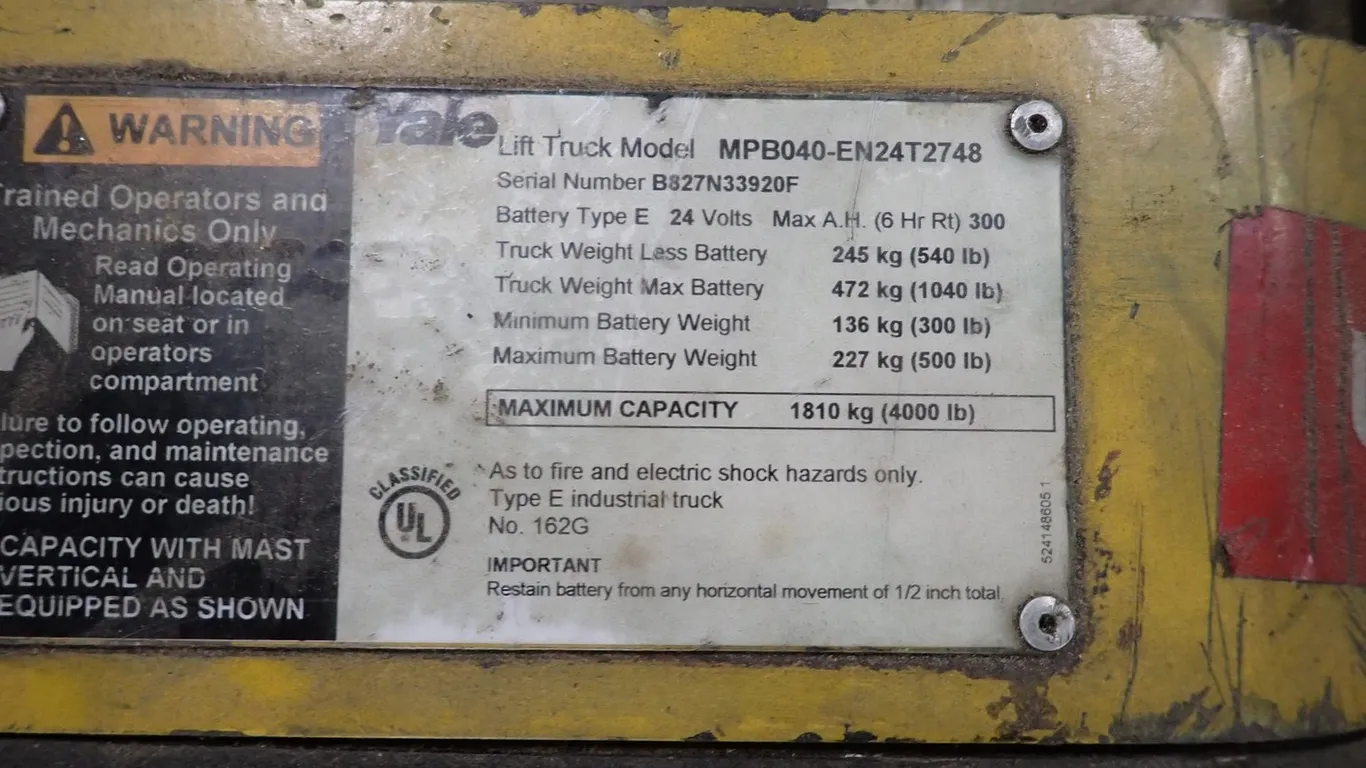 WARNING
rained Operators and
Mechanics Only
Read Operating
Manual located
on seat or in
operators
compartment
lure to follow operating,
pection, and maintenance
tructions can cause
ious injury or death!
CAPACITY WITH MAST
VERTICAL AND
EQUIPPED AS SHOWN
Yale
Lift Truck Model MPB040-EN24T2748
Serial Number B827N33920F
Battery Type E 24 Volts Max A.H. (6 Hr Rt) 300
Truck Weight Less Battery 245 kg (540 lb)
Truck Weight Max Battery 472 kg (1040 lb)
Minimum Battery Weight 136 kg (300 lb)
Maximum Battery Weight 227 kg (500 lb)
MAXIMUM CAPACITY 1810 kg (4000 lb)
CLASSIFIED
UL
As to fire and electric shock hazards only.
Type E industrial truck
No. 162G
IMPORTANT
Restain battery from any horizontal movement of 1/2 inch total.
524148605 1